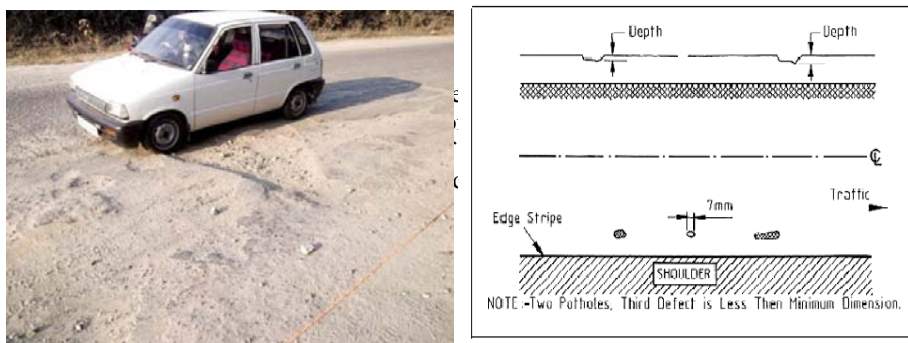 Depth
Depth
℄
Traffic
7mm
Edge Stripe
SHOULDER
NOTE :-Two Potholes, Third Defect is Less Then Minimum Dimension.